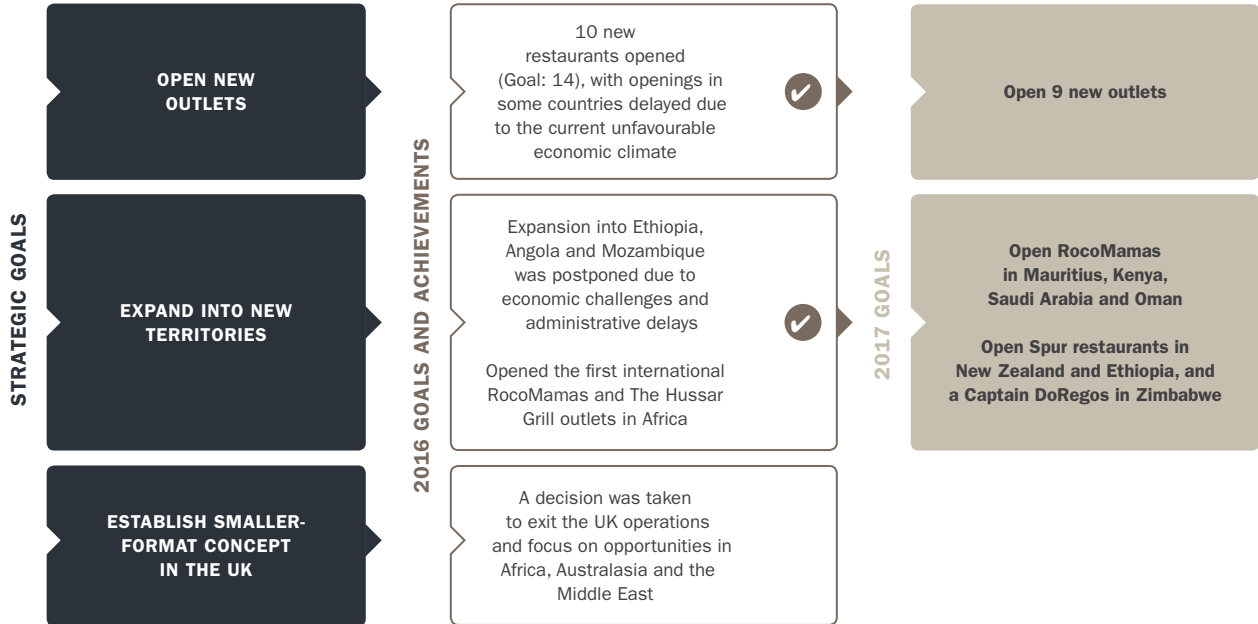 STRATEGIC GOALS
OPEN NEW
OUTLETS
EXPAND INTO NEW
TERRITORIES
ESTABLISH SMALLER-
FORMAT CONCEPT
IN THE UK
2016 GOALS AND ACHIEVEMENTS
10 new
restaurants opened
(Goal: 14), with openings in
some countries delayed due
to the current unfavourable
economic climate
Expansion into Ethiopia,
Angola and Mozambique
was postponed due to
economic challenges and
administrative delays
Opened the first international
RocoMamas and The Hussar
Grill outlets in Africa
A decision was taken
to exit the UK operations
and focus on opportunities in
Africa, Australasia and the
Middle East
2017 GOALS
Open 9 new outlets
Open RocoMamas
in Mauritius, Kenya,
Saudi Arabia and Oman
Open Spur restaurants in
New Zealand and Ethiopia, and
a Captain DoRegos in Zimbabwe